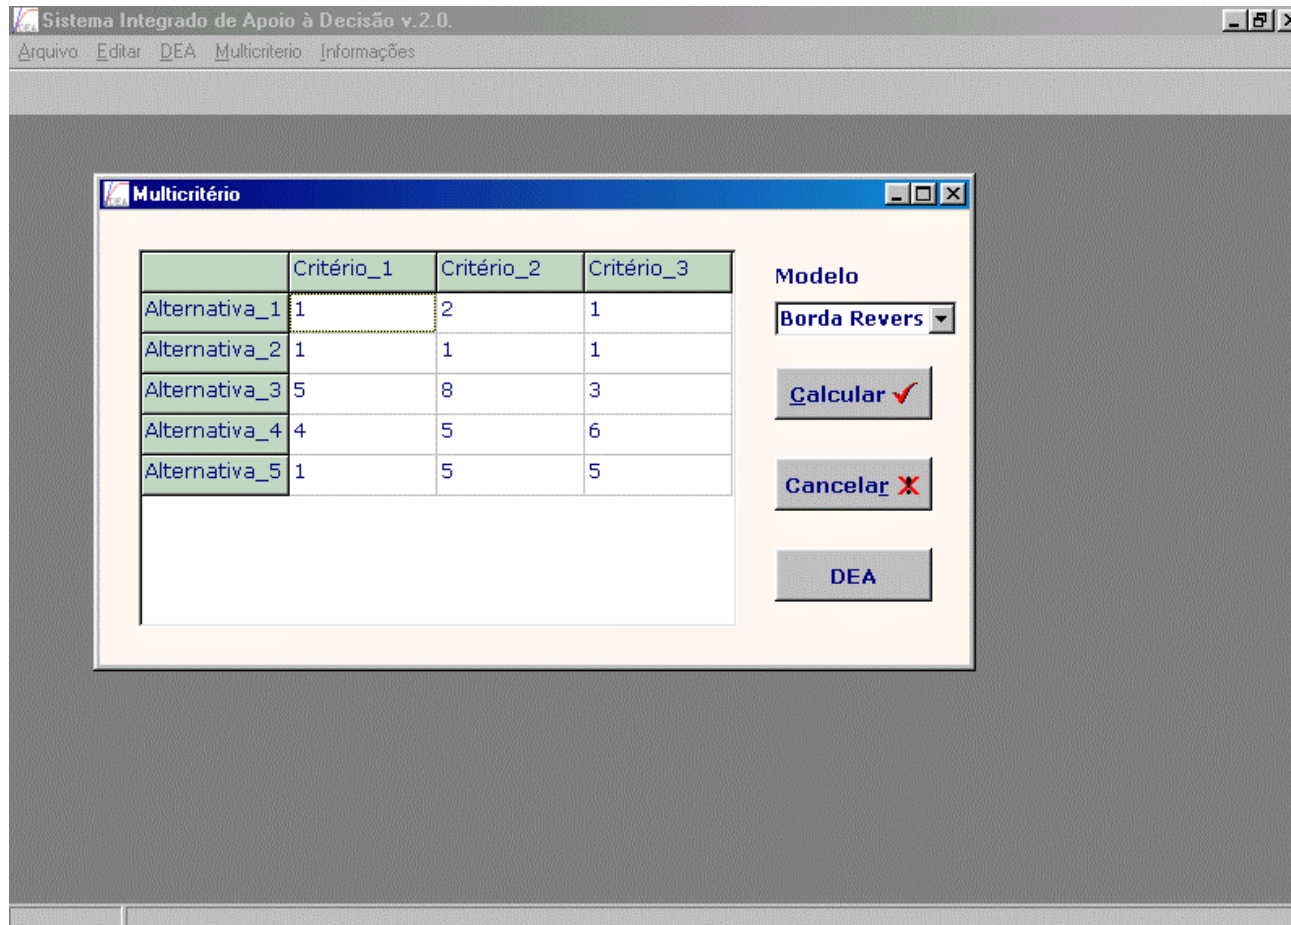 Sistema Integrado de Apoio à Decisão v.2.0.
Arquivo Editar DEA Multicriterio Informações
Multicritério
Critério_1 Critério_2 Critério_3
Alternativa_1 1 2 1
Alternativa_2 1 1 1
Alternativa_3 5 8 3
Alternativa_4 4 5 6
Alternativa_5 1 5 5
Modelo
Borda Revers
Calcular
Cancelar
DEA